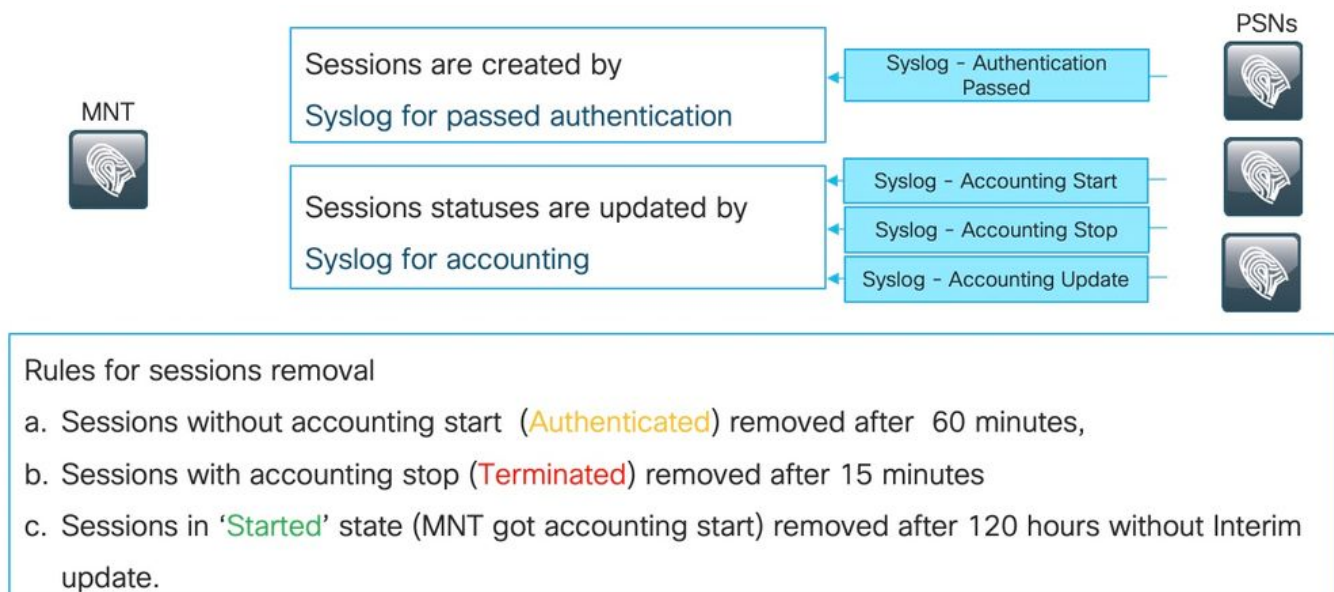 PSNs
MNT
Sessions are created by
Syslog for passed authentication
Syslog - Authentication
Passed
Sessions statuses are updated by
Syslog for accounting
Syslog - Accounting Start
Syslog - Accounting Stop
Syslog - Accounting Update
Rules for sessions removal
a. Sessions without accounting start (Authenticated) removed after 60 minutes,
b. Sessions with accounting stop (Terminated) removed after 15 minutes
c. Sessions in ‘Started’ state (MNT got accounting start) removed after 120 hours without Interim
update.